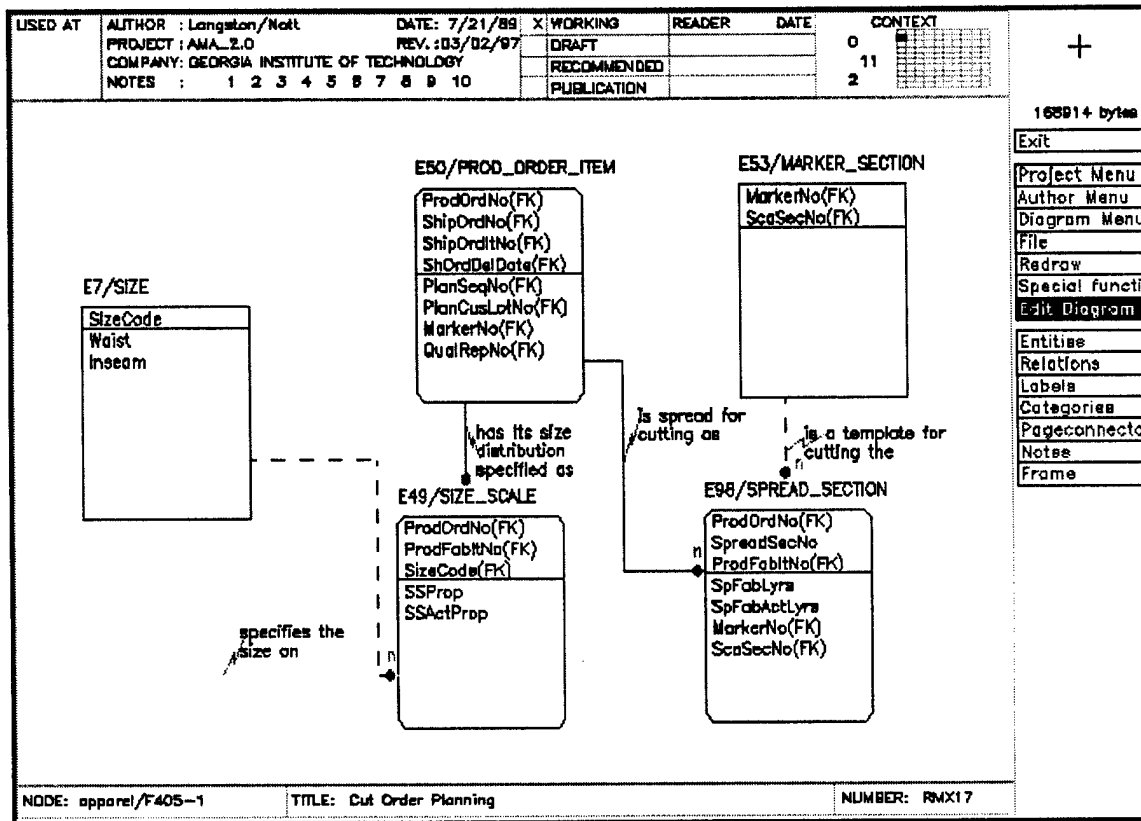 USED AT
AUTHOR : Langston/Nott DATE: 7/21/89 X WORKING READER DATE CONTEXT
PROJECT : AMA_2.0 REV. :03/02/97 DRAFT 0
COMPANY: GEORGIA INSTITUTE OF TECHNOLOGY RECOMMENDED 11
NOTES : 1 2 3 4 5 6 7 8 9 10 PUBLICATION 2
168914 bytes
Exit
Project Menu
Author Menu
Diagram Menu
File
Redraw
Special functi
Edit Diagram
Entities
Relations
Labels
Categories
Pageconnecto
Notes
Frame
E50/PROD_ORDER_ITEM
ProdOrdNo(FK)
ShipOrdNo(FK)
ShipOrdItNo(FK)
ShOrdDelDate(FK)
PlanSeqNo(FK)
PlanCusLotNo(FK)
MarkerNo(FK)
QualRepNo(FK)
E53/MARKER_SECTION
MarkerNo(FK)
ScaSecNo(FK)
E7/SIZE
SizeCode
Waist
Inseam
has its size
distribution
specified as
is spread for
cutting as
is a template for
cutting the
n
E49/SIZE_SCALE
ProdOrdNo(FK)
ProdFabItNo(FK)
SizeCode(FK)
SSProp
SSActProp
E98/SPREAD_SECTION
ProdOrdNo(FK)
SpreadSecNo
ProdFabItNo(FK)
SpFabLyrs
SpFabActLyrs
MarkerNo(FK)
ScaSecNo(FK)
n
specifies the
size on
n
NODE: apparel/F405-1 TITLE: Cut Order Planning NUMBER: RMX17